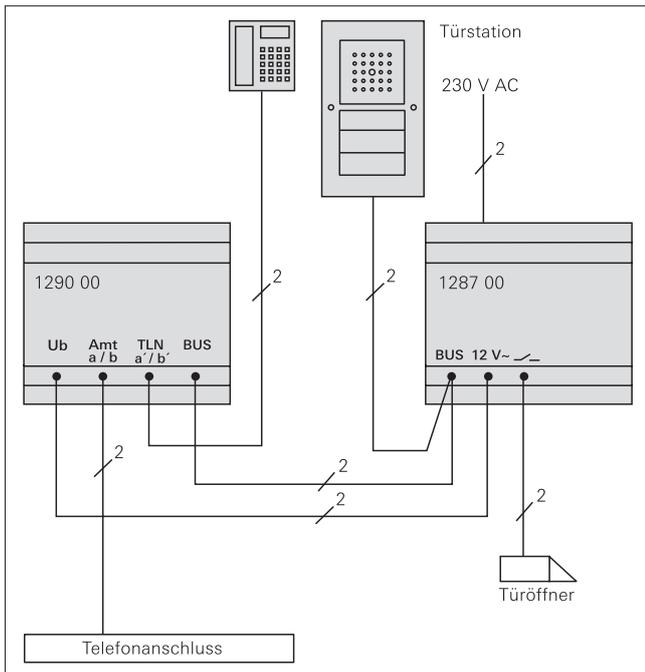 Türstation
230 V AC
2
1290 00
2
2
1287 00
Ub Amt a / b TLN a´/ b´ BUS
BUS 12 V~
2
2
2
2
Türöffner
Telefonanschluss